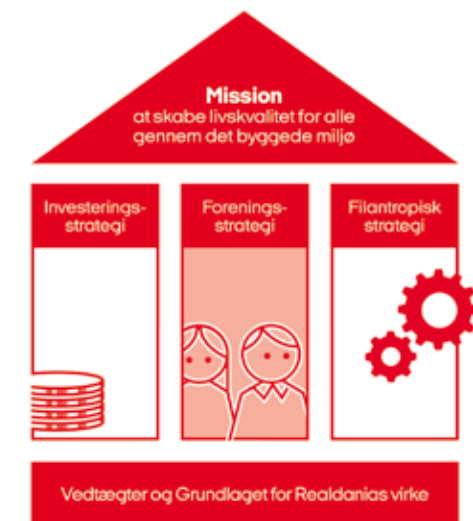 Mission
at skabe livskvalitet for alle
gennem det byggede miljø
Investerings-
strategi
Forenings-
strategi
Filantropisk
strategi
Vedtægter og Grundlaget for Realdanias virke